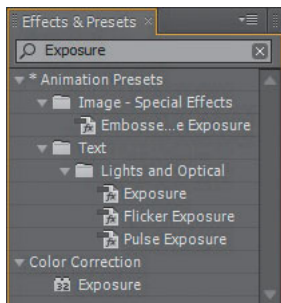 Effects & Presets
Exposure
* Animation Presets
Image - Special Effects
Embosse...e Exposure
Text
Lights and Optical
Exposure
Flicker Exposure
Pulse Exposure
Color Correction
32 Exposure